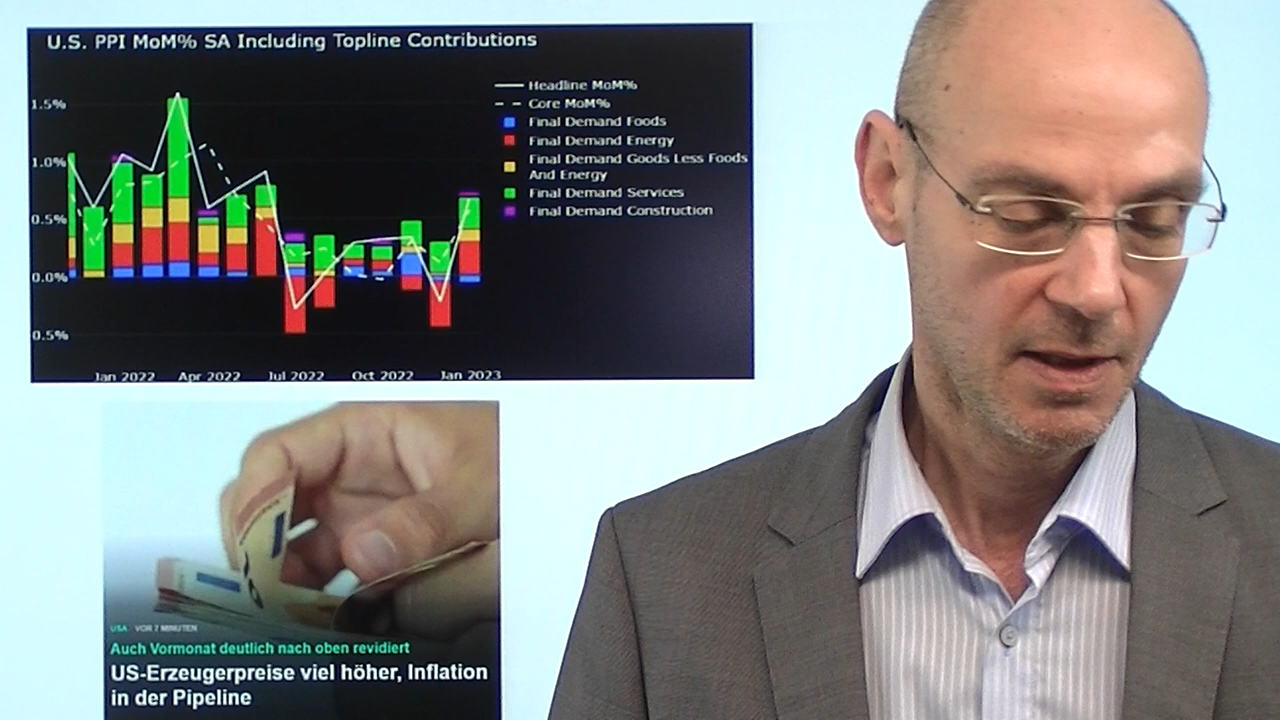 U.S. PPI MoM% SA Including Topline Contributions
1.5%
1.0%
0.5%
0.0%
0.5%
Jan 2022 Apr 2022 Jul 2022 Oct 2022 Jan 2023
Headline MoM%
Core MoM%
Final Demand Foods
Final Demand Energy
Final Demand Goods Less Foods
And Energy
Final Demand Services
Final Demand Construction
USA VOR 7 MINUTEN
Auch Vormonat deutlich nach oben revidiert
US-Erzeugerpreise viel höher, Inflation
in der Pipeline